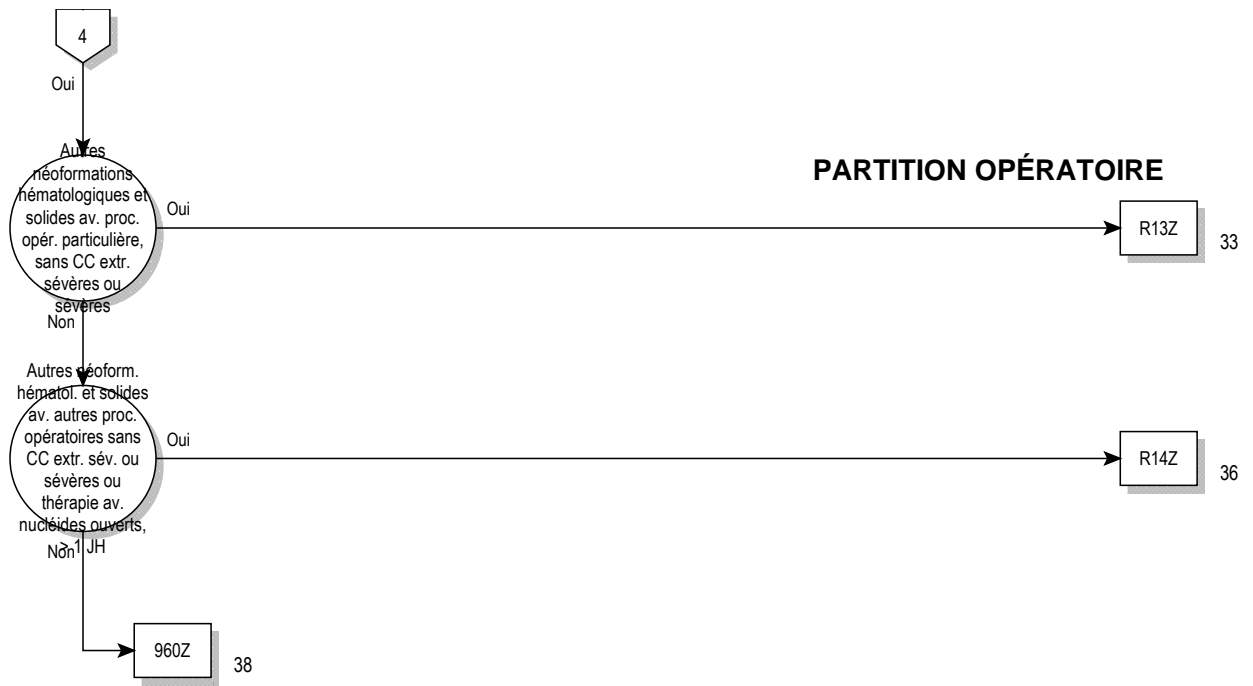 4
Oui
Autres
néoformations
hématologiques et
solides av. proc.
opér. particulière,
sans CC extr.
sévères ou
sévères
Oui
PARTITION OPÉRATOIRE
R13Z
33
Non
Autres néoform.
hématol. et solides
av. autres proc.
opératoires sans
CC extr. sév. ou
sévères ou
thérapie av.
nucléides ouverts,
> 1 JH
Oui
R14Z
36
Non
960Z
38